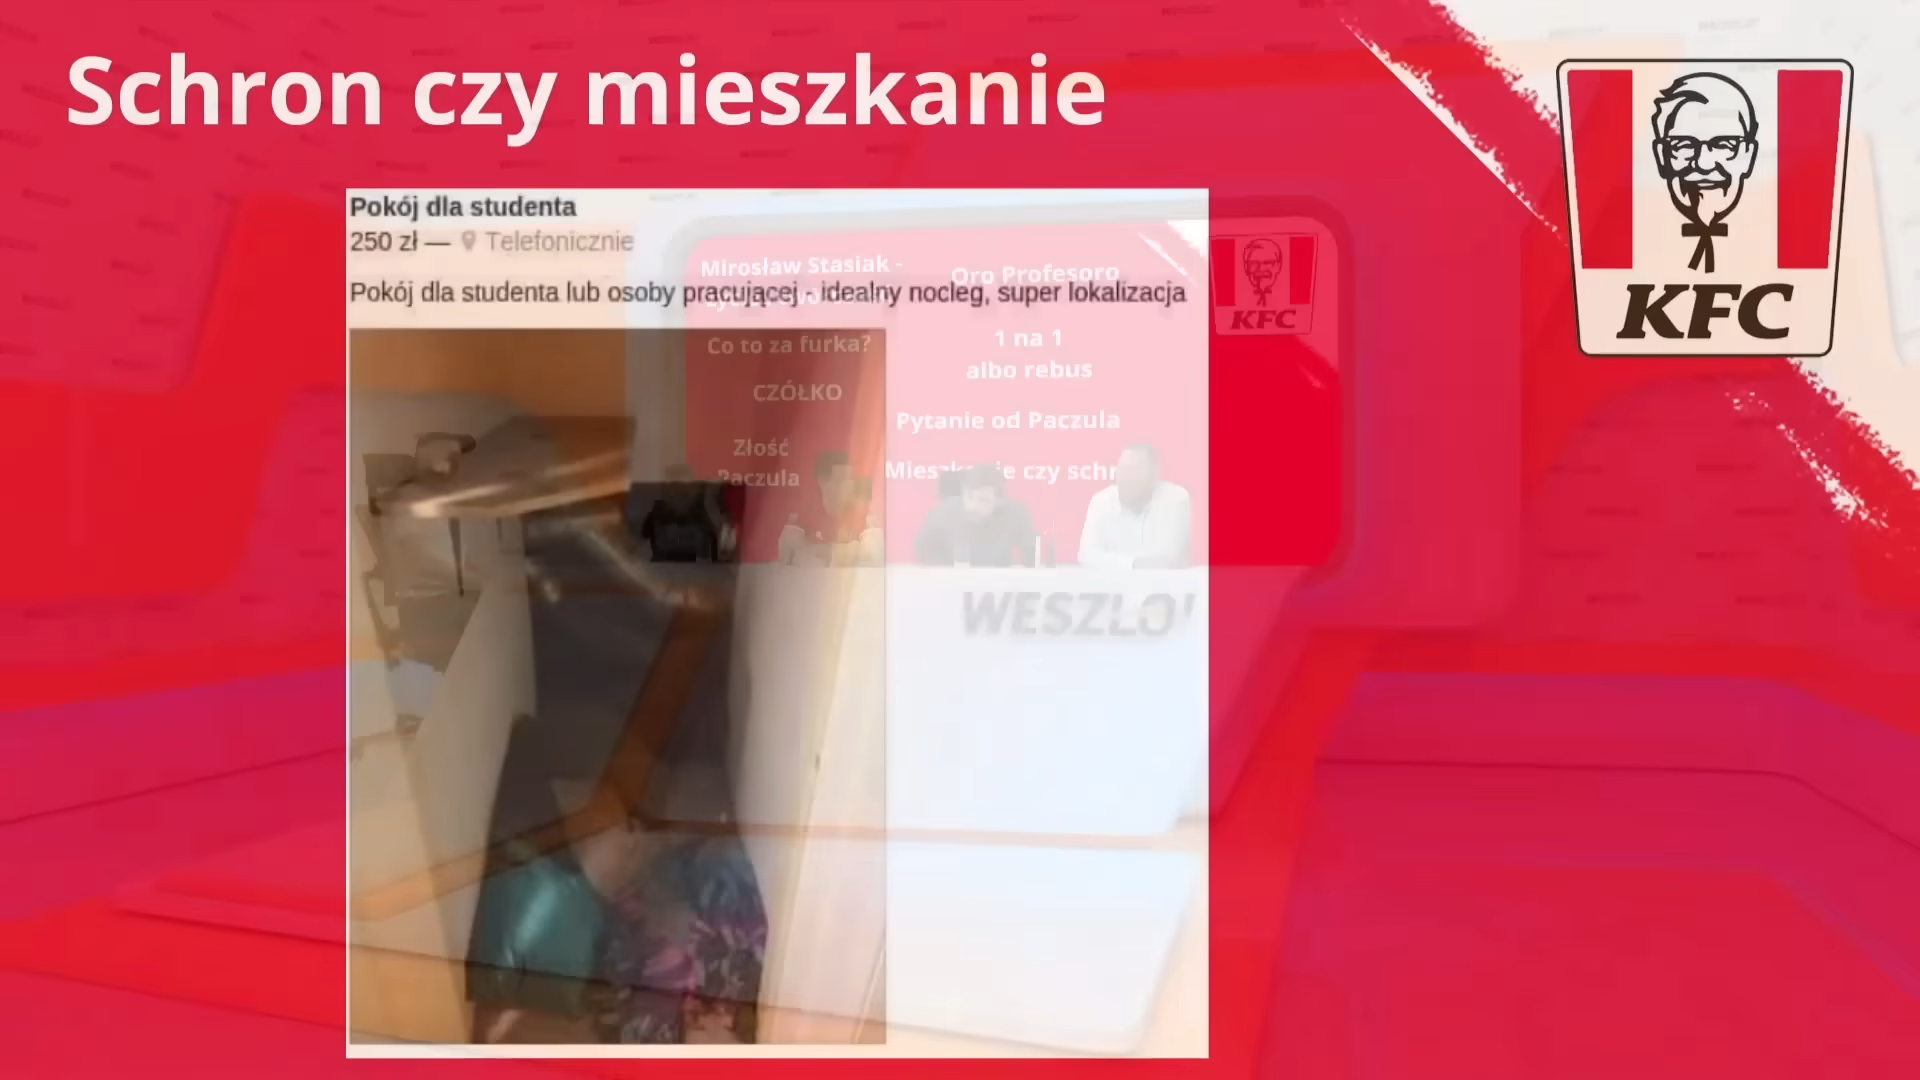 Schron czy mieszkanie
KFC
Pokój dla studenta
250 zł — Telefonicznie
Pokój dla studenta lub osoby pracującej - idealny nocleg, super lokalizacja
Mirosław Stasiak -
Co to za furka?
CZÓŁKO
Złość
Paczula
Oro Profesoro
1 na 1
albo rebus
Pytanie od Paczula
czy
KFC
WESZŁO!